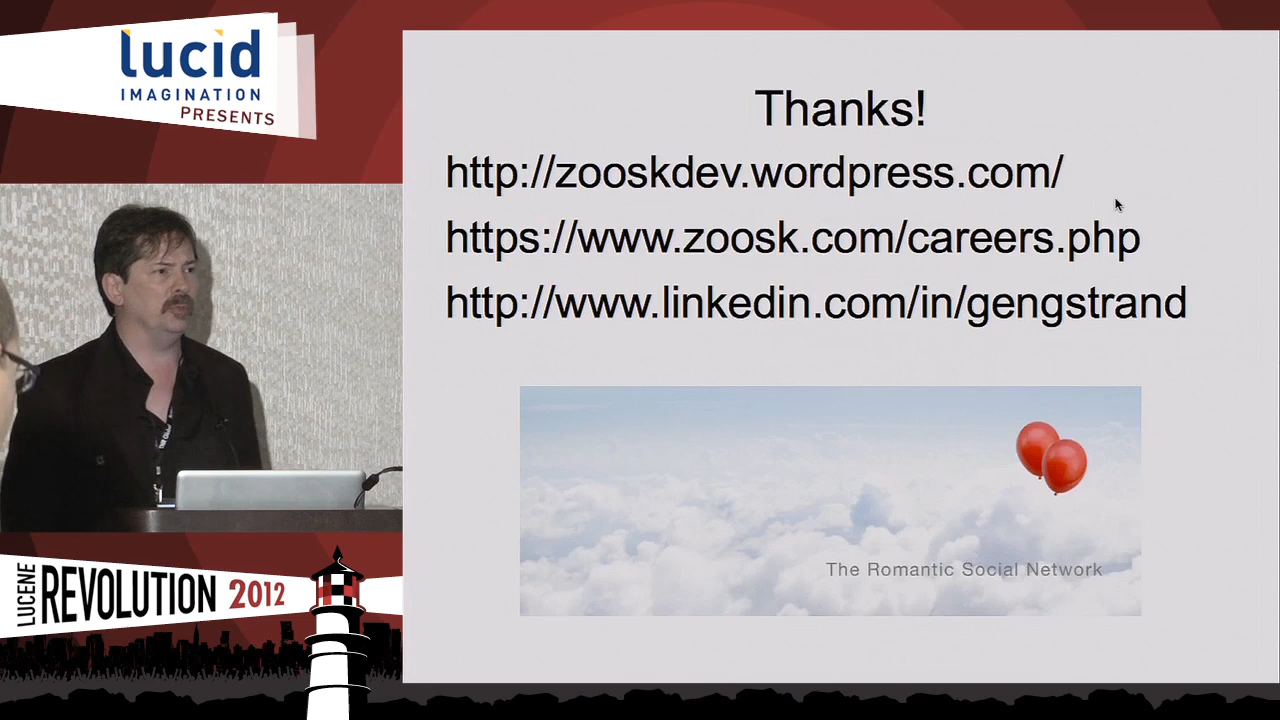 lucid
IMAGINATION
PRESENTS
Thanks!
http://zooskdev.wordpress.com/
https://www.zoosk.com/careers.php
http://www.linkedin.com/in/gengstrand
The Romantic Social Network
LUCENE
REVOLUTION 2012